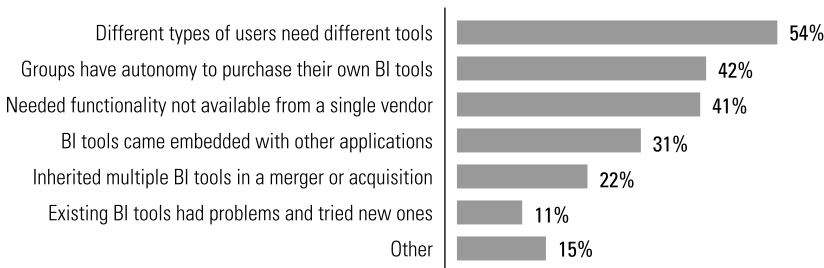 Different types of users need different tools 54%
Groups have autonomy to purchase their own BI tools 42%
Needed functionality not available from a single vendor 41%
BI tools came embedded with other applications 31%
Inherited multiple BI tools in a merger or acquisition 22%
Existing BI tools had problems and tried new ones 11%
Other 15%